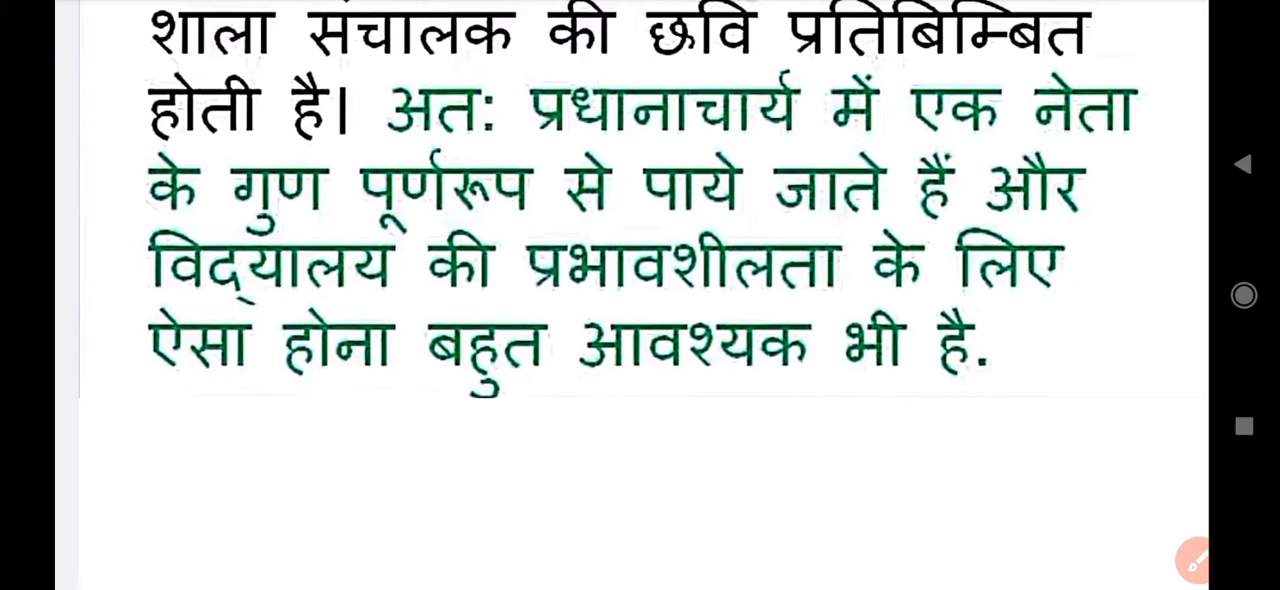 शाला संचालक की छवि प्रतिबिम्बित
होती है। अत: प्रधानाचार्य में एक नेता
के गुण पूर्णरूप से पाये जाते हैं और
विद्यालय की प्रभावशीलता के लिए
ऐसा होना बहुत आवश्यक भी है.